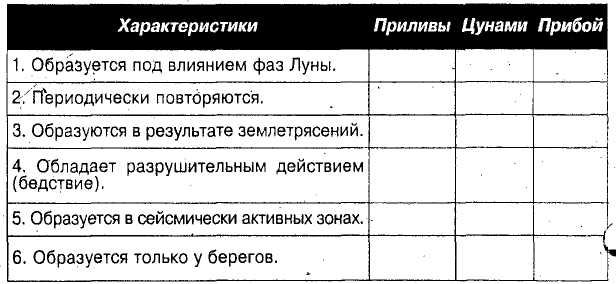 Характеристики Приливы Цунами Прибой
1. Образуется под влиянием фаз Луны.
2. Периодически повторяются.
3. Образуются в результате землетрясений.
4. Обладает разрушительным действием
(бедствие).
5. Образуется в сейсмически активных зонах.
6. Образуется только у берегов.